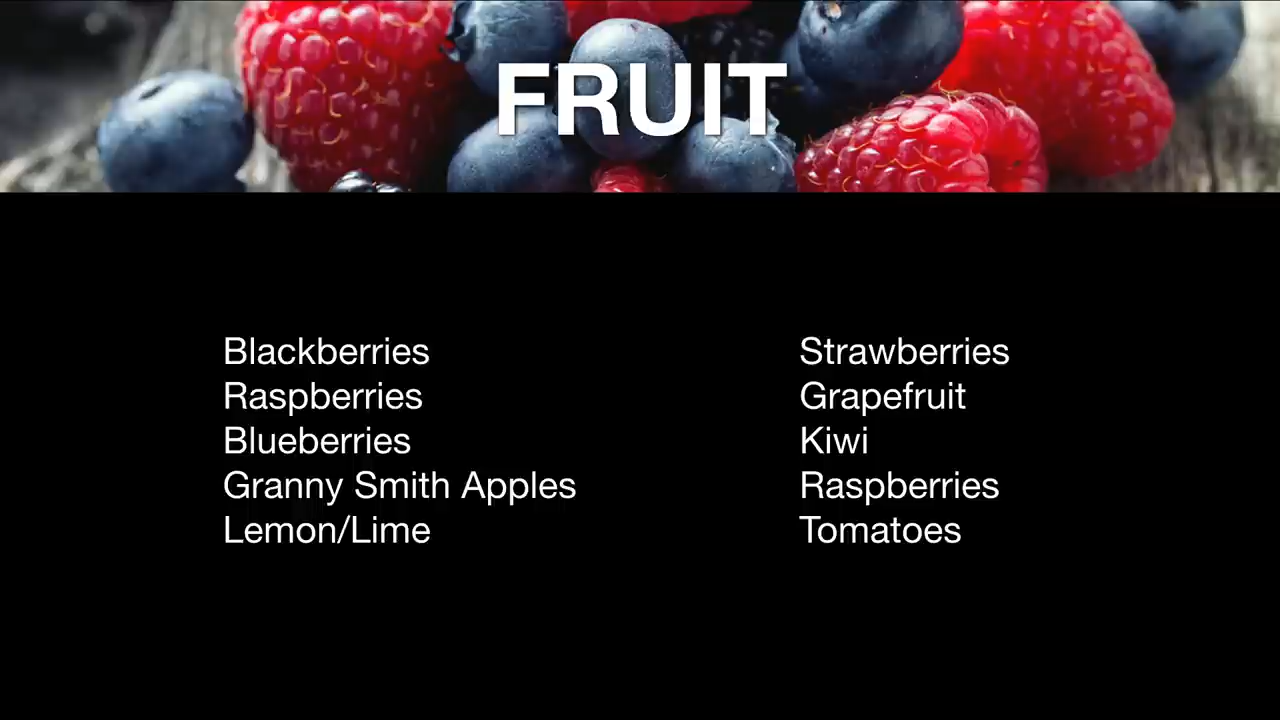 FRUIT
Blackberries
Raspberries
Blueberries
Granny Smith Apples
Lemon/Lime
Strawberries
Grapefruit
Kiwi
Raspberries
Tomatoes